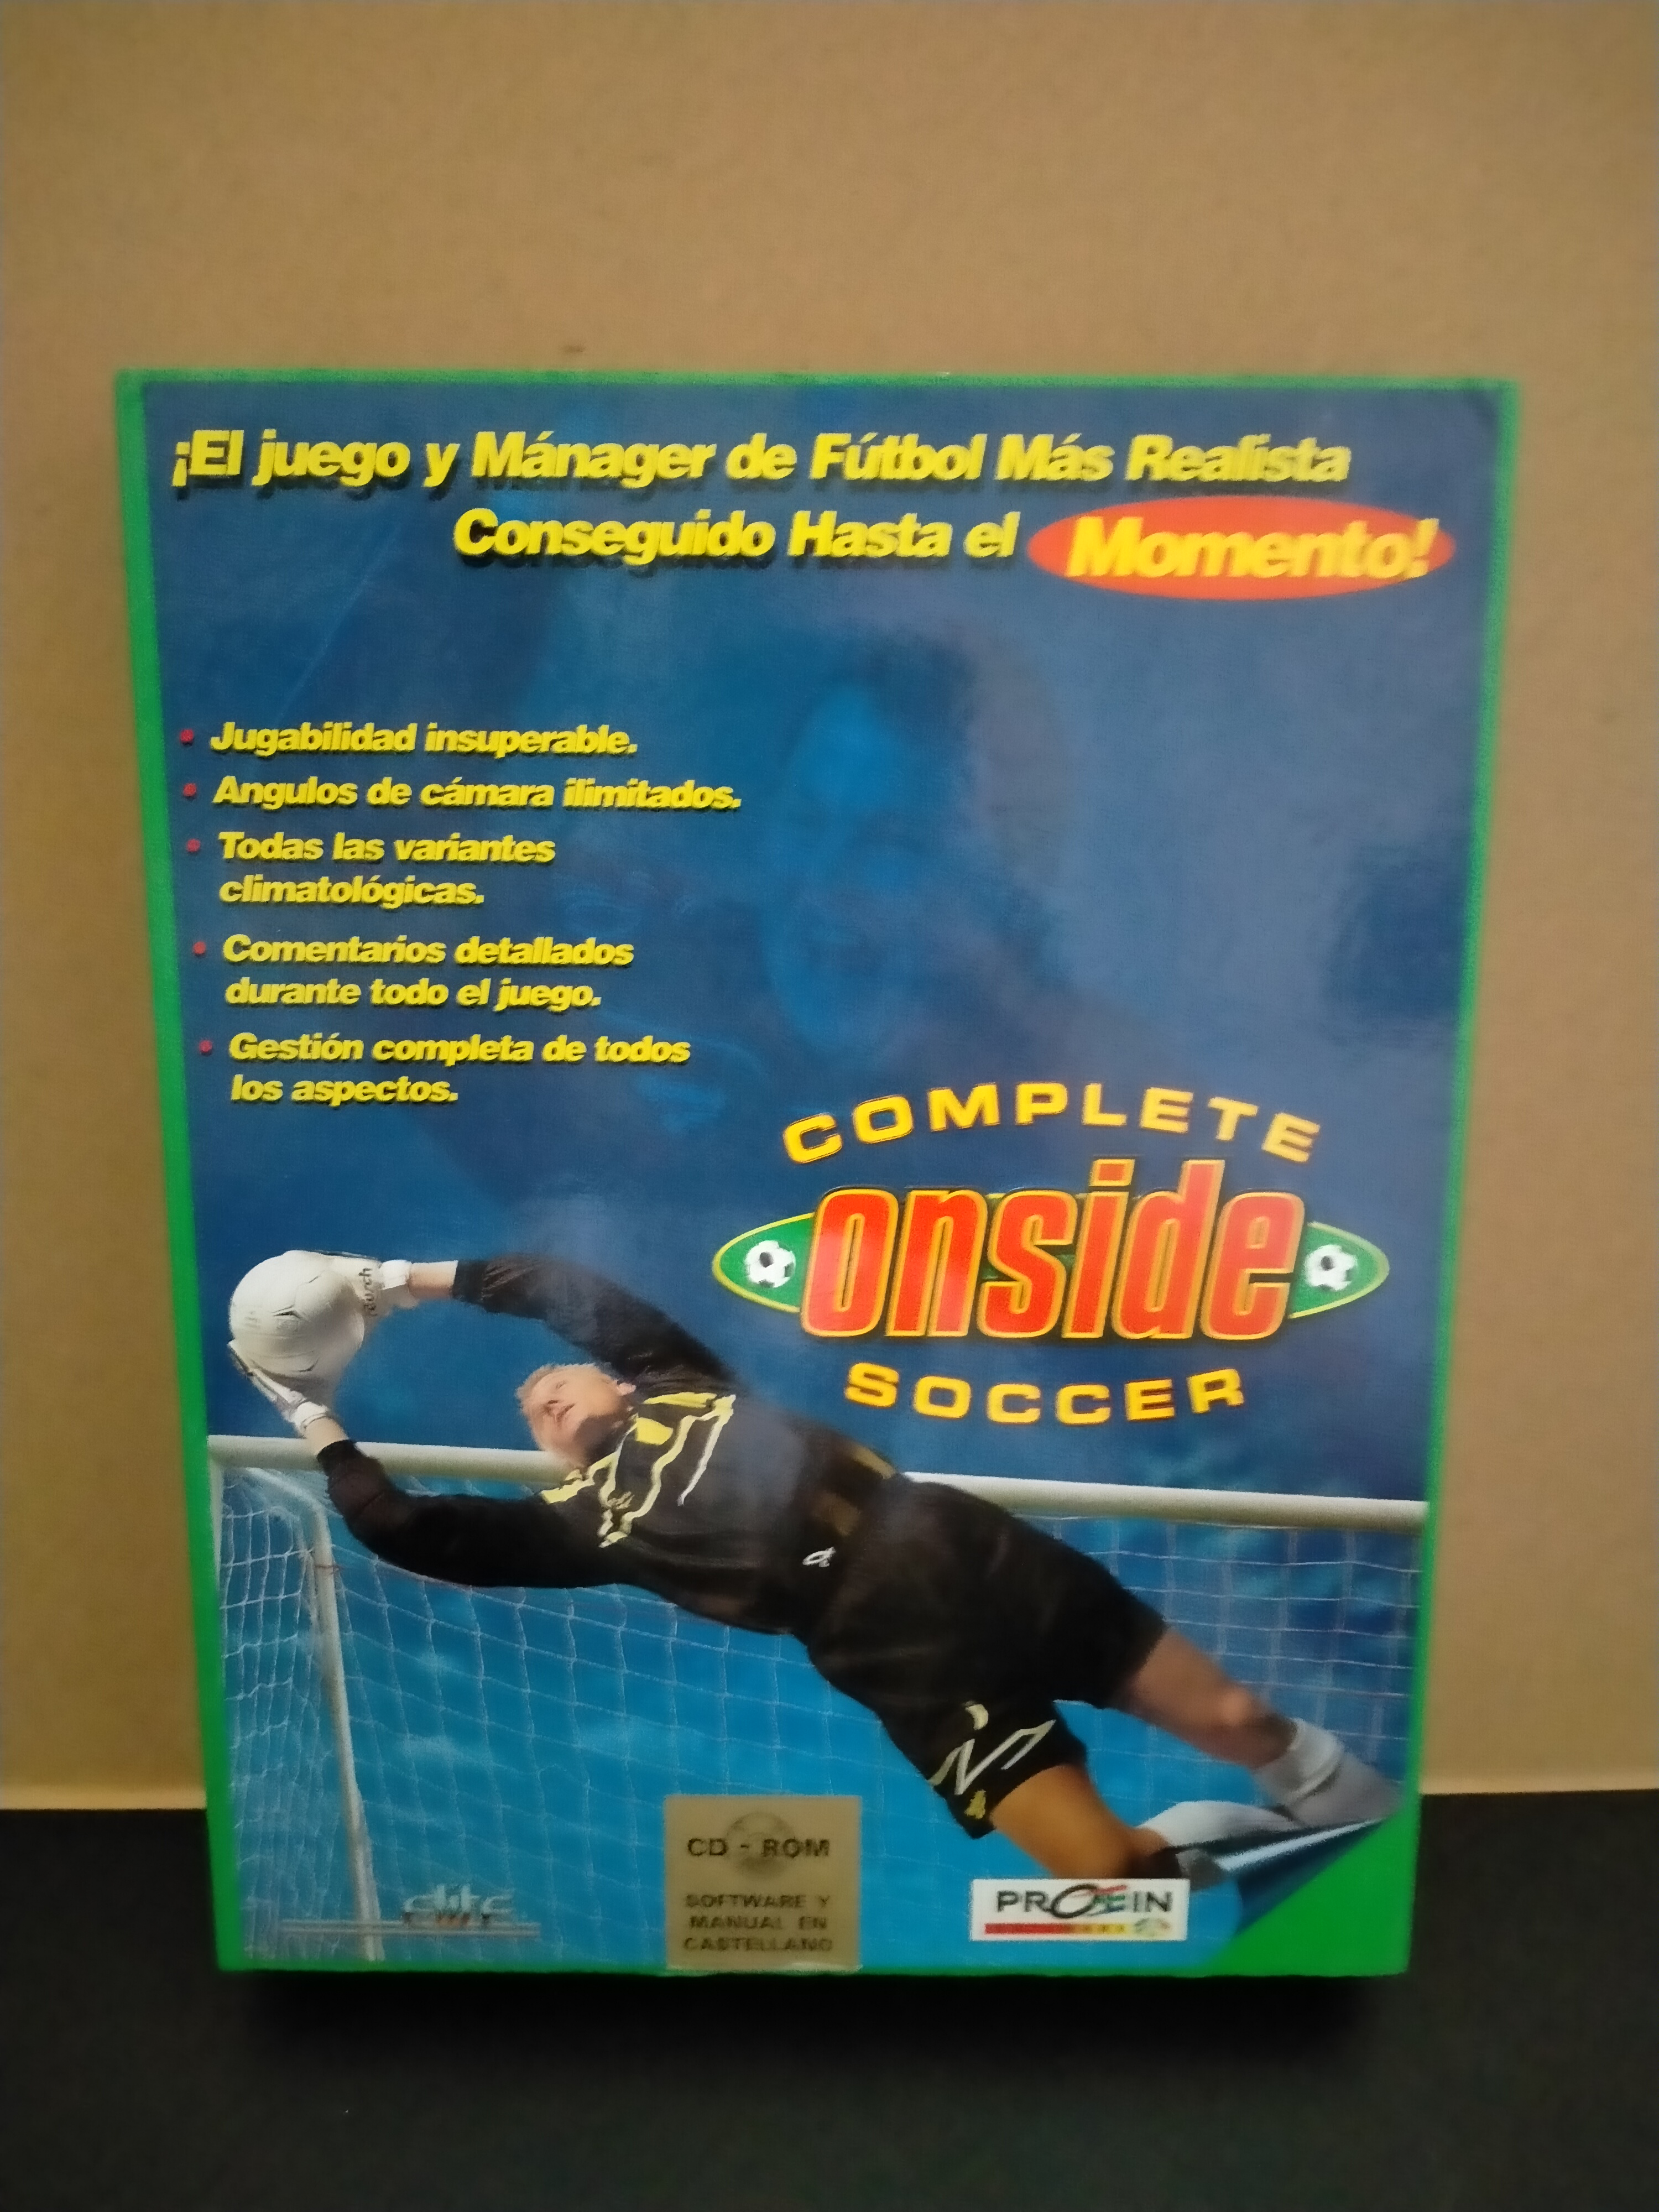 ¡El juego y Mánager de Fútbol Más Realista
Conseguido Hasta el Momento!
• Jugabilidad insuperable.
• Angulos de cámara ilimitados.
• Todas las variantes
climatológicas.
• Comentarios detallados
durante todo el juego.
• Gestión completa de todos
los aspectos.
COMPLETE
onside
SOCCER
elite
CD - ROM
SOFTWARE Y
MANUAL EN
CASTELLANO
PROEIN